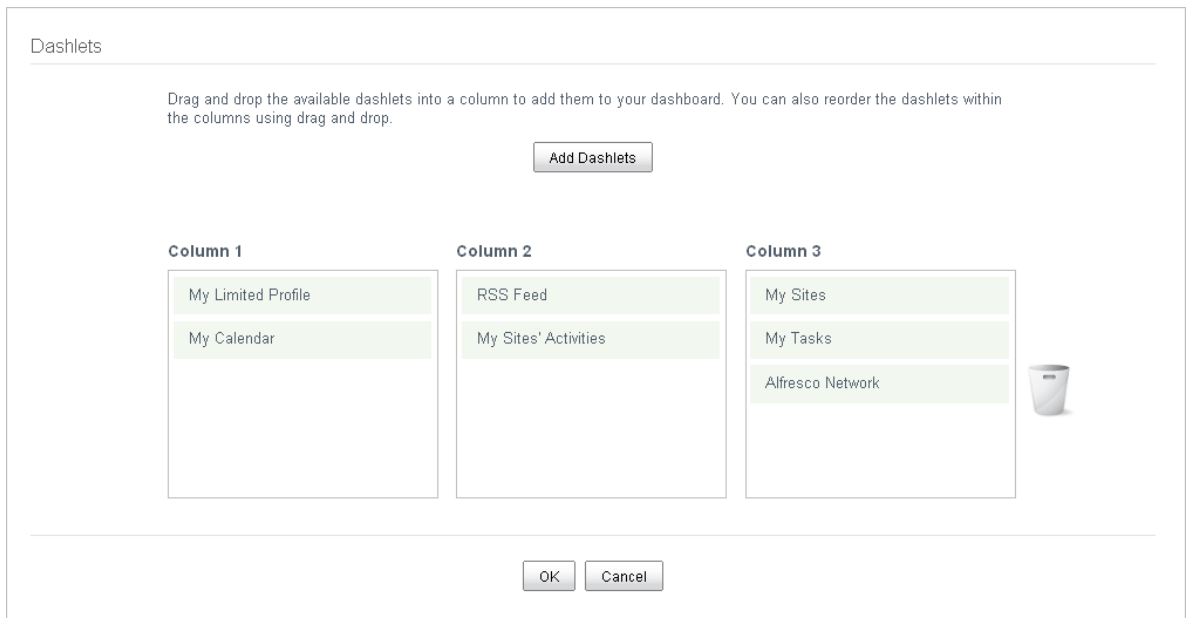 Dashlets
Drag and drop the available dashlets into a column to add them to your dashboard. You can also reorder the dashlets within
the columns using drag and drop.
Add Dashlets
Column 1
Column 2
Column 3
My Limited Profile
RSS Feed
My Sites
My Calendar
My Sites' Activities
My Tasks
Alfresco Network
OK
Cancel